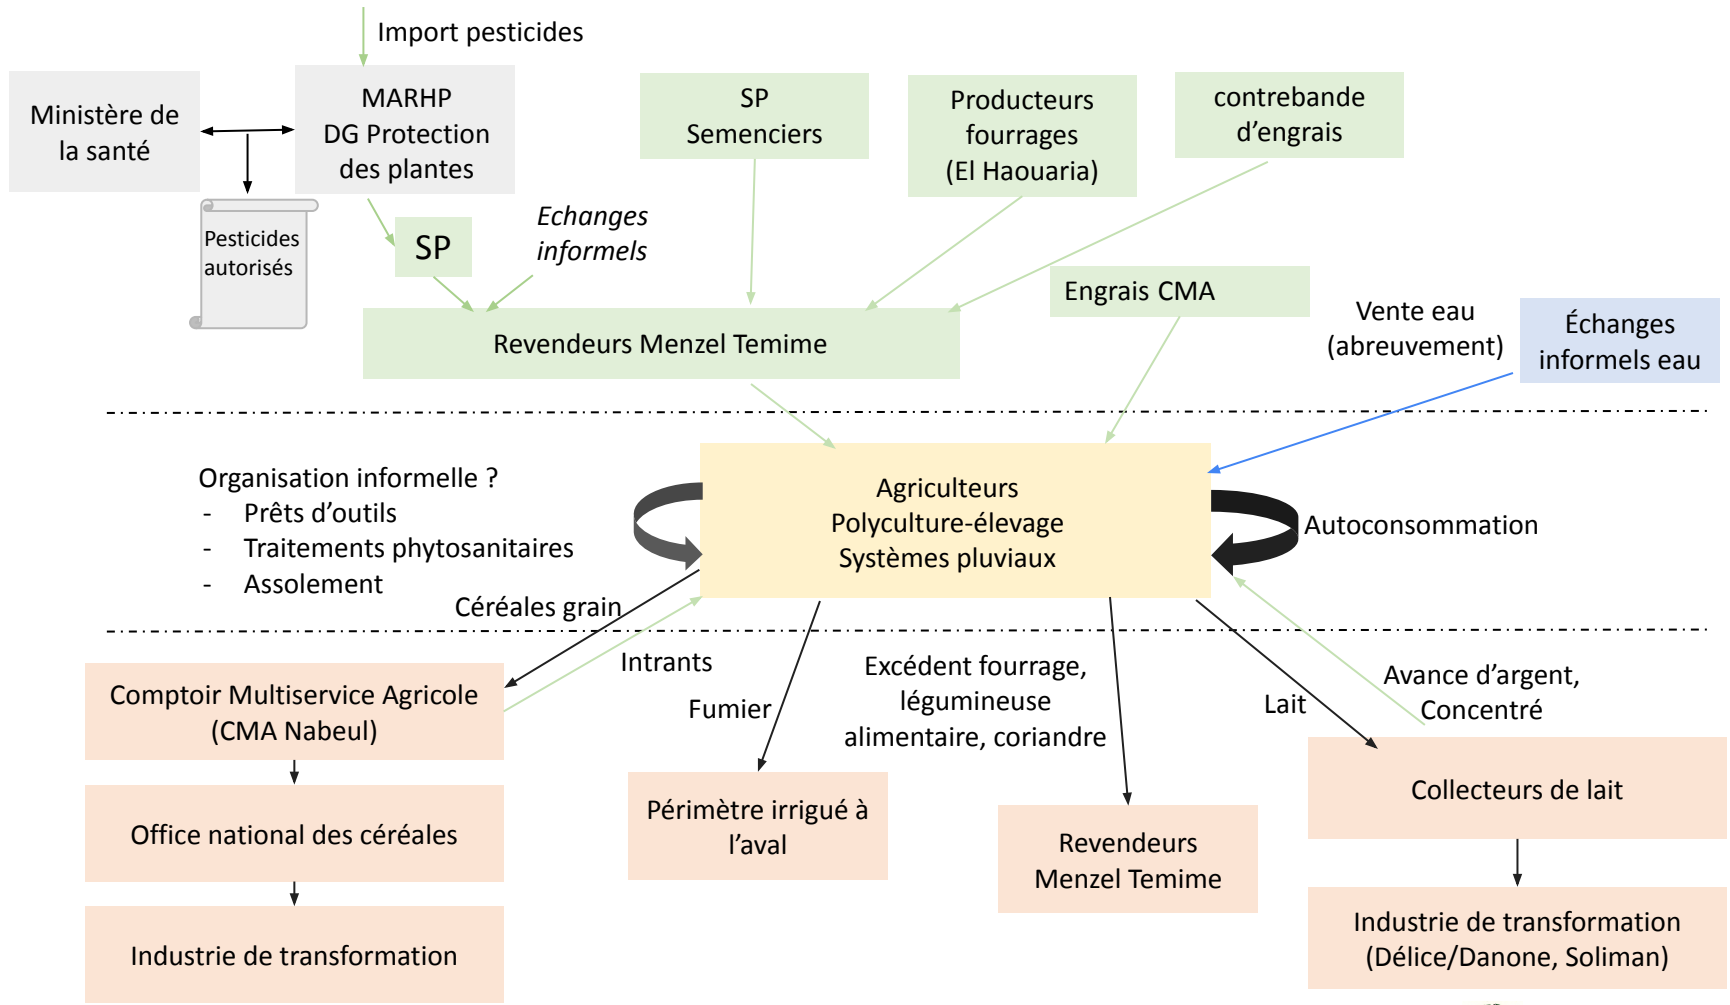 Import pesticides
Ministère de
la santé
MARHP
DG Protection
des plantes
SP
Semenciers
Producteurs
fourrages
(El Haouaria)
contrebande
d’engrais
Pesticides
autorisés
SP
Echanges
informels
Engrais CMA
Revendeurs Menzel Temime
Vente eau
(abreuvement)
Échanges
informels eau
Organisation informelle ?
- Prêts d’outils
- Traitements phytosanitaires
- Assolement
Agriculteurs
Polyculture-élevage
Systèmes pluviaux
Autoconsommation
Céréales grain
Intrants
Fumier
Excédent fourrage,
légumineuse
alimentaire, coriandre
Lait
Avance d’argent,
Concentré
Comptoir Multiservice Agricole
(CMA Nabeul)
Office national des céréales
Industrie de transformation
Périmètre irrigué à
l’aval
Revendeurs
Menzel Temime
Collecteurs de lait
Industrie de transformation
(Délice/Danone, Soliman)